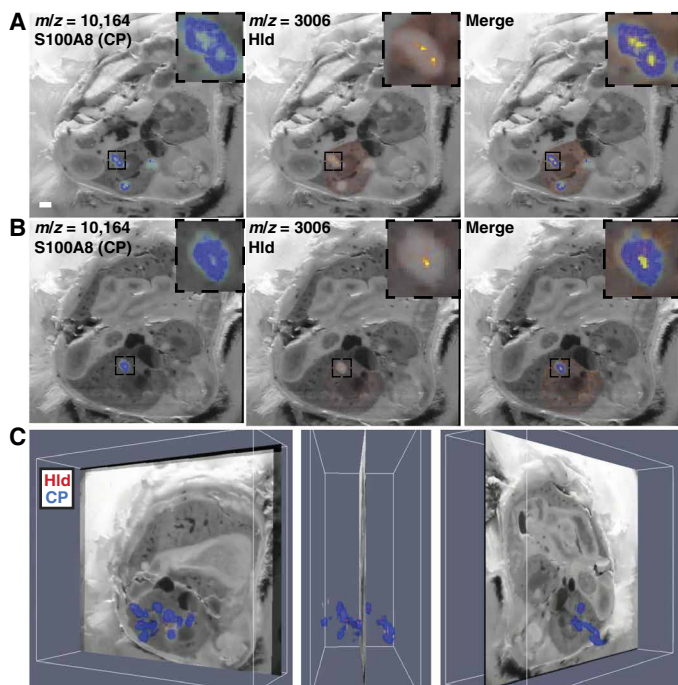 A
m/z = 10,164
S100A8 (CP)
m/z = 3006
Hld
Merge
B
m/z = 10,164
S100A8 (CP)
m/z = 3006
Hld
Merge
C
Hld
CP